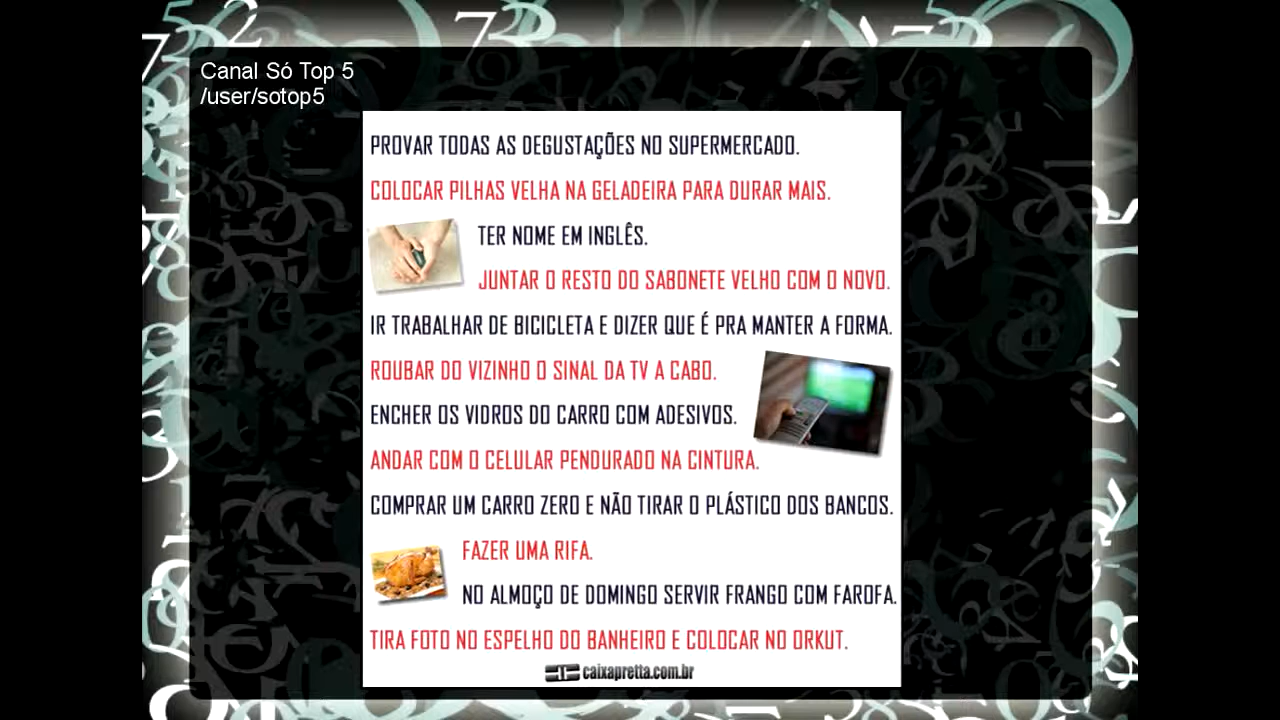 Canal Só Top 5
/user/sotop5
PROVAR TODAS AS DEGUSTAÇÕES NO SUPERMERCADO.
COLOCAR PILHAS VELHA NA GELADEIRA PARA DURAR MAIS.
TER NOME EM INGLÊS.
JUNTAR O RESTO DO SABONETE VELHO COM O NOVO.
IR TRABALHAR DE BICICLETA E DIZER QUE É PRA MANTER A FORMA.
ROUBAR DO VIZINHO O SINAL DA TV A CABO.
ENCHER OS VIDROS DO CARRO COM ADESIVOS.
ANDAR COM O CELULAR PENDURADO NA CINTURA.
COMPRAR UM CARRO ZERO E NÃO TIRAR O PLÁSTICO DOS BANCOS.
FAZER UMA RIFA.
NO ALMOÇO DE DOMINGO SERVIR FRANGO COM FAROFA.
TIRA FOTO NO ESPELHO DO BANHEIRO E COLOCAR NO ORKUT.
caixapretta.com.br